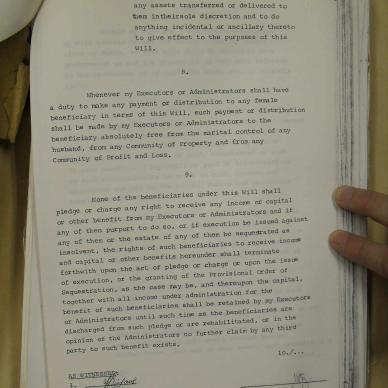 any assets transferred or delivered to
them in their sole discretion and to do
anything incidental or ancillary thereto
to give effect to the purposes of this
Will.
8.
Whenever my Executors or Administrators shall have
a duty to make any payment or distribution to any female
beneficiary in terms of this Will, such payment or distribution
shall be made by my Executors or Administrators to the
beneficiary absolutely free from the marital control of any
husband, from any Community of Property and from any
Community of Profit and Loss.
9.
None of the beneficiaries under this Will shall
pledge or charge any right to receive any income or capital
or other benefit from my Executors or Administrators and if
any of them purport to do so, or if execution be issued against
any of them or the estate of any of them be sequestrated as
insolvent, the rights of such beneficiaries to receive income
and capital or other benefits hereunder shall terminate
forthwith upon the act of pledge or charge or upon the issue
of execution, or the granting of the Provisional Order of
Sequestration, as the case may be, and thereupon the capital,
together with all income under administration for the
benefit of such beneficiaries shall be retained by my Executors
or Administrators until such time as the beneficiaries are
discharged from such pledge or are rehabilitated, or in the
opinion of the Administrators no further claim by any third
party to such benefit exists.
10./...
AS WITNESSES
1.